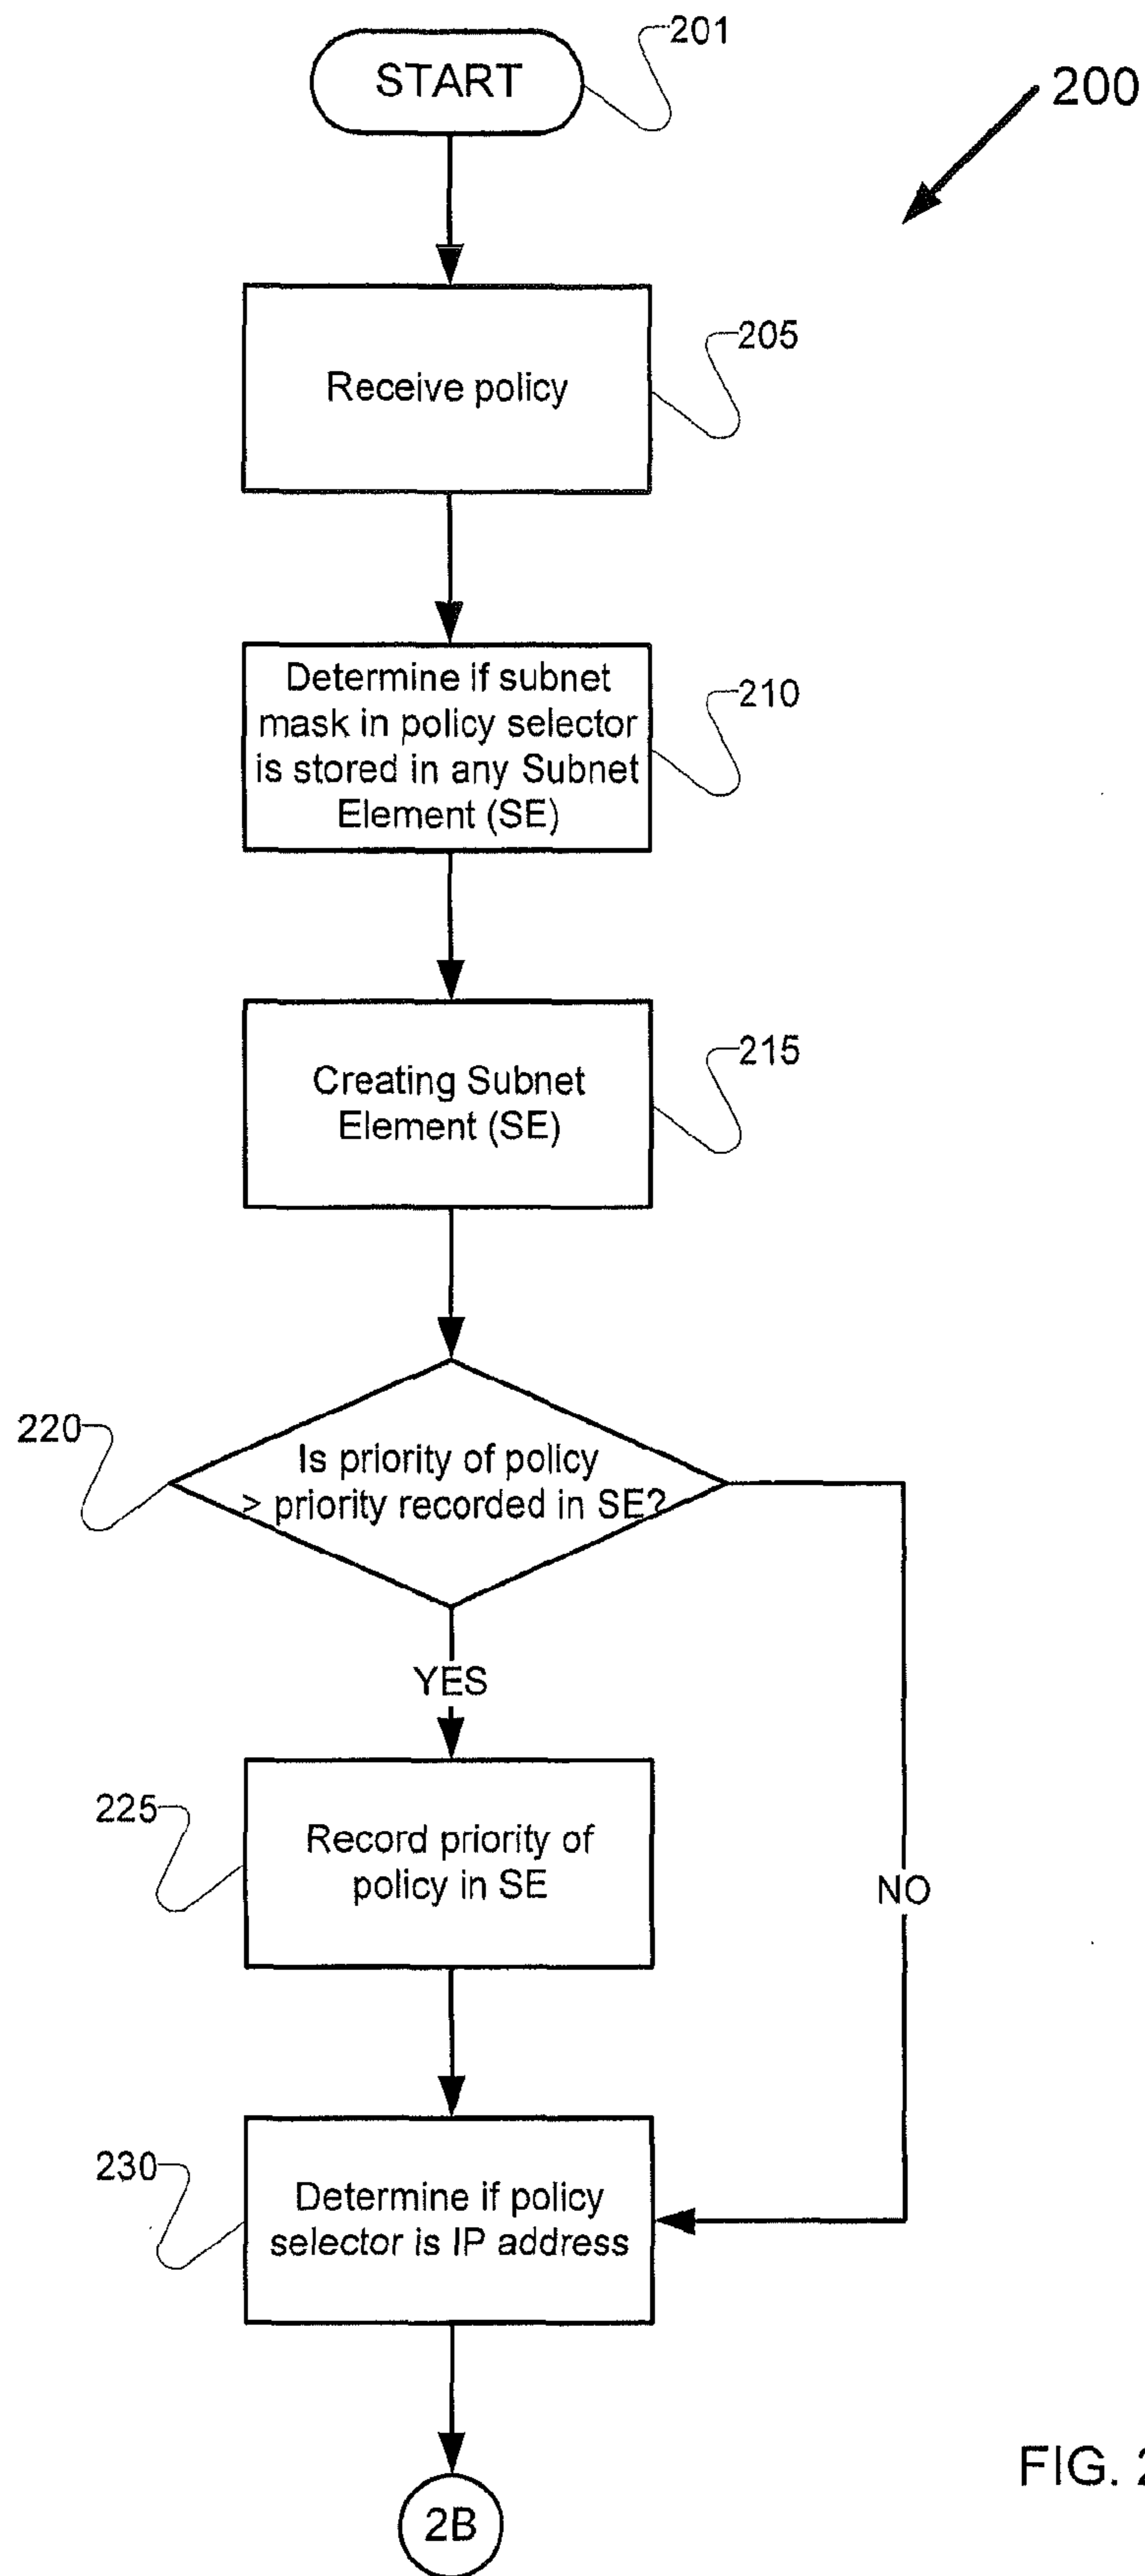 START
201
200
Receive policy
205
Determine if subnet
mask in policy selector
is stored in any Subnet
Element (SE)
210
Creating Subnet
Element (SE)
215
220
Is priority of policy
> priority recorded in SE?
YES
225
Record priority of
policy in SE
NO
230
Determine if policy
selector is IP address
2B
FIG. 2